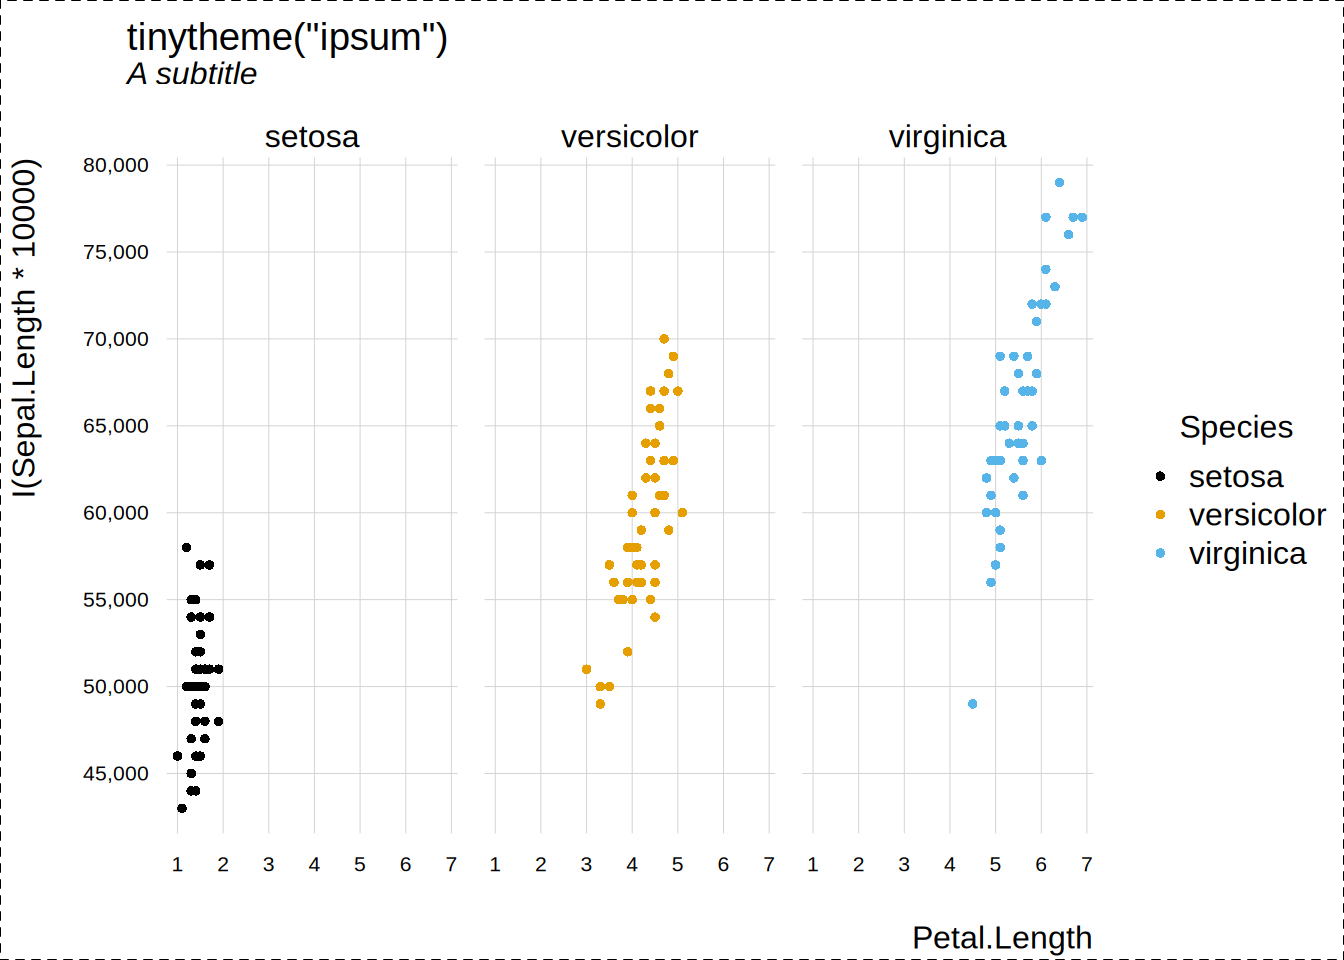 tinytheme("ipsum")
A subtitle
setosa versicolor virginica
I(Sepal.Length * 10000)
80,000
75,000
70,000
65,000
60,000
55,000
50,000
45,000
1 2 3 4 5 6 7 1 2 3 4 5 6 7 1 2 3 4 5 6 7
Petal.Length
Species
setosa
versicolor
virginica